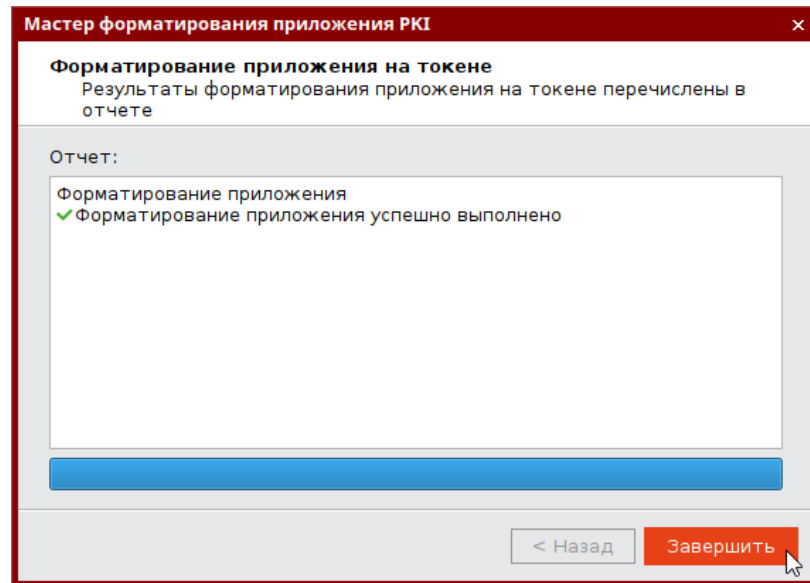 Мастер форматирования приложения PKI
Форматирование приложения на токене
Результаты форматирования приложения на токене перечислены в
отчете
Отчет:
Форматирование приложения
Форматирование приложения успешно выполнено
< Назад
Завершить